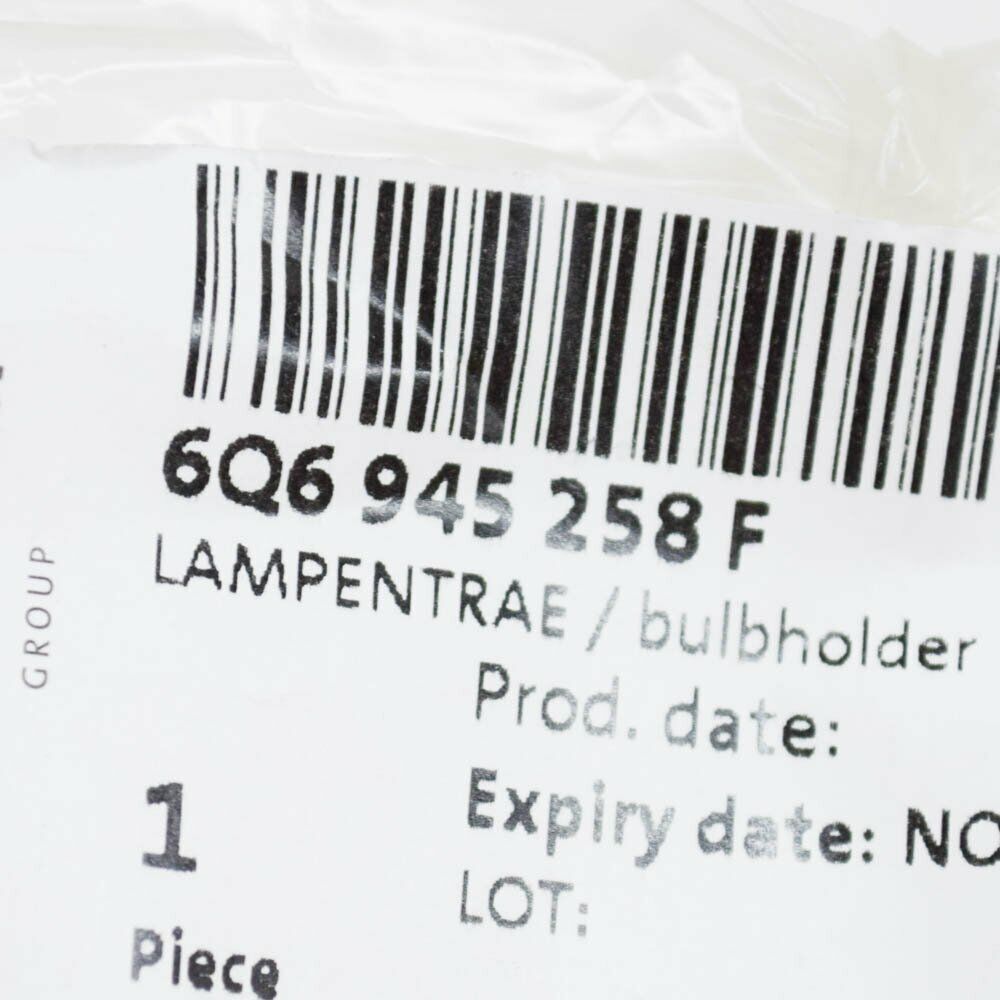 6Q6 945 258 F
LAMPENTRAE / bulbholder
Prod. date:
Expiry date: NO
LOT:
1
Piece
GROUP